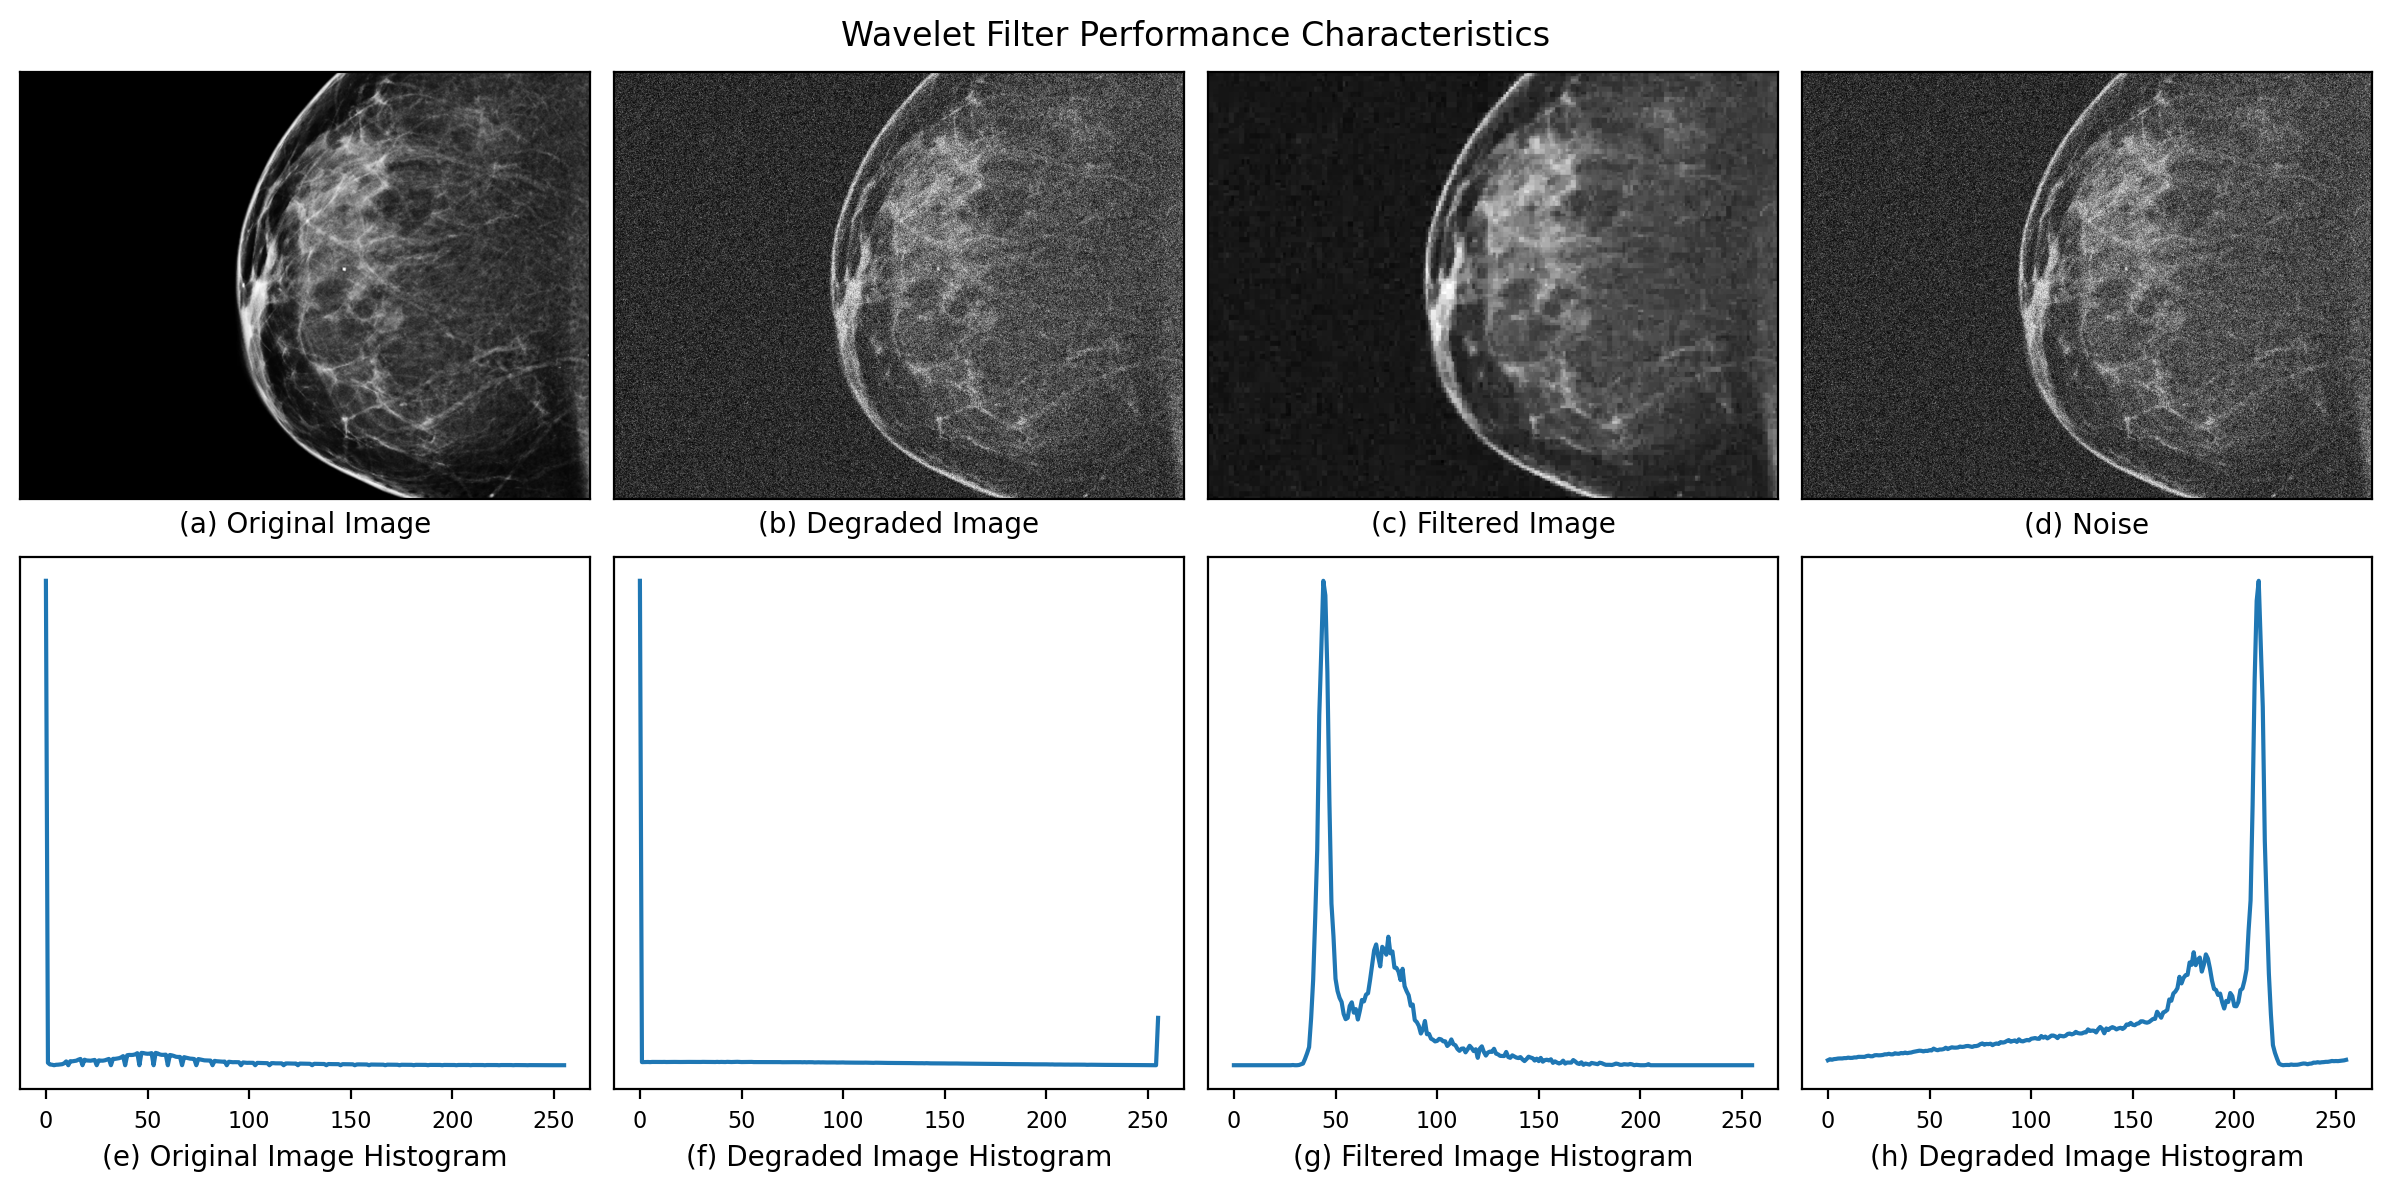 Wavelet Filter Performance Characteristics
(a) Original Image
(b) Degraded Image
(c) Filtered Image
(d) Noise
0 50 100 150 200 250
0 50 100 150 200 250
0 50 100 150 200 250
0 50 100 150 200 250
(e) Original Image Histogram
(f) Degraded Image Histogram
(g) Filtered Image Histogram
(h) Degraded Image Histogram